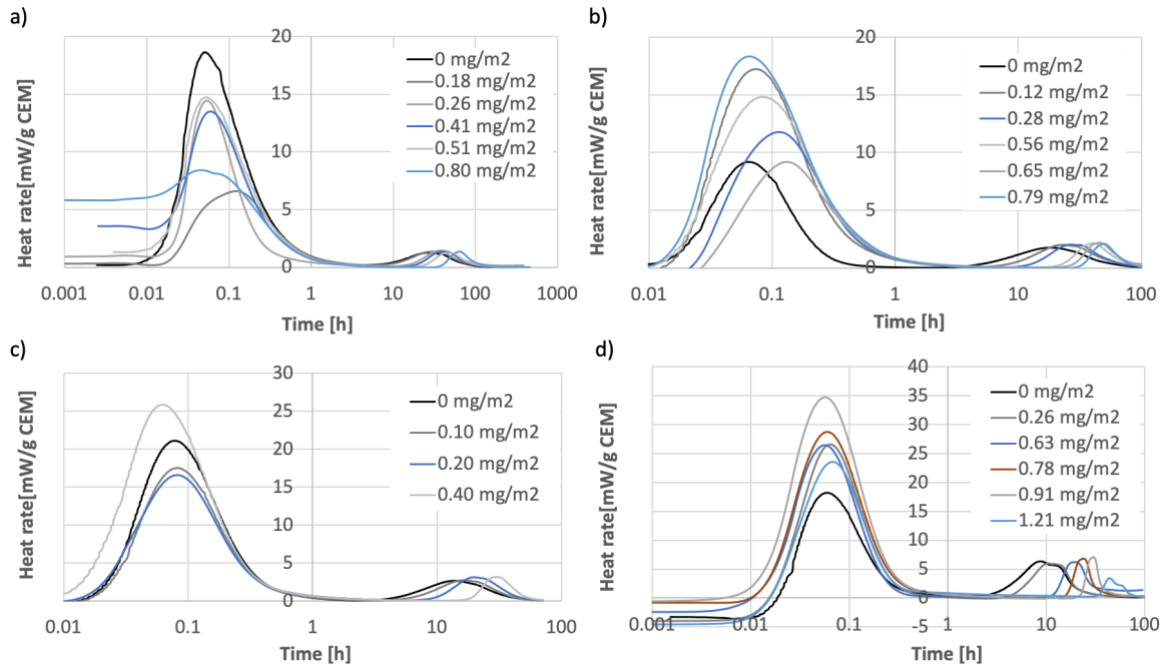 a)
Heat rate[mW/g CEM]
20
15
10
5
0
0.001 0.01 0.1 1 10 100 1000
Time [h]
0 mg/m2
0.18 mg/m2
0.26 mg/m2
0.41 mg/m2
0.51 mg/m2
0.80 mg/m2
b)
Heat rate[mW/g CEM]
20
15
10
5
0
0.01 0.1 1 10 100
Time [h]
0 mg/m2
0.12 mg/m2
0.28 mg/m2
0.56 mg/m2
0.65 mg/m2
0.79 mg/m2
c)
Heat rate[mW/g CEM]
30
25
20
15
10
5
0
0.01 0.1 1 10 100
Time [h]
0 mg/m2
0.10 mg/m2
0.20 mg/m2
0.40 mg/m2
d)
Heat rate[mW/g CEM]
40
35
30
25
20
15
10
5
0
-5
0.001 0.01 0.1 1 10 100
Time [h]
0 mg/m2
0.26 mg/m2
0.63 mg/m2
0.78 mg/m2
0.91 mg/m2
1.21 mg/m2